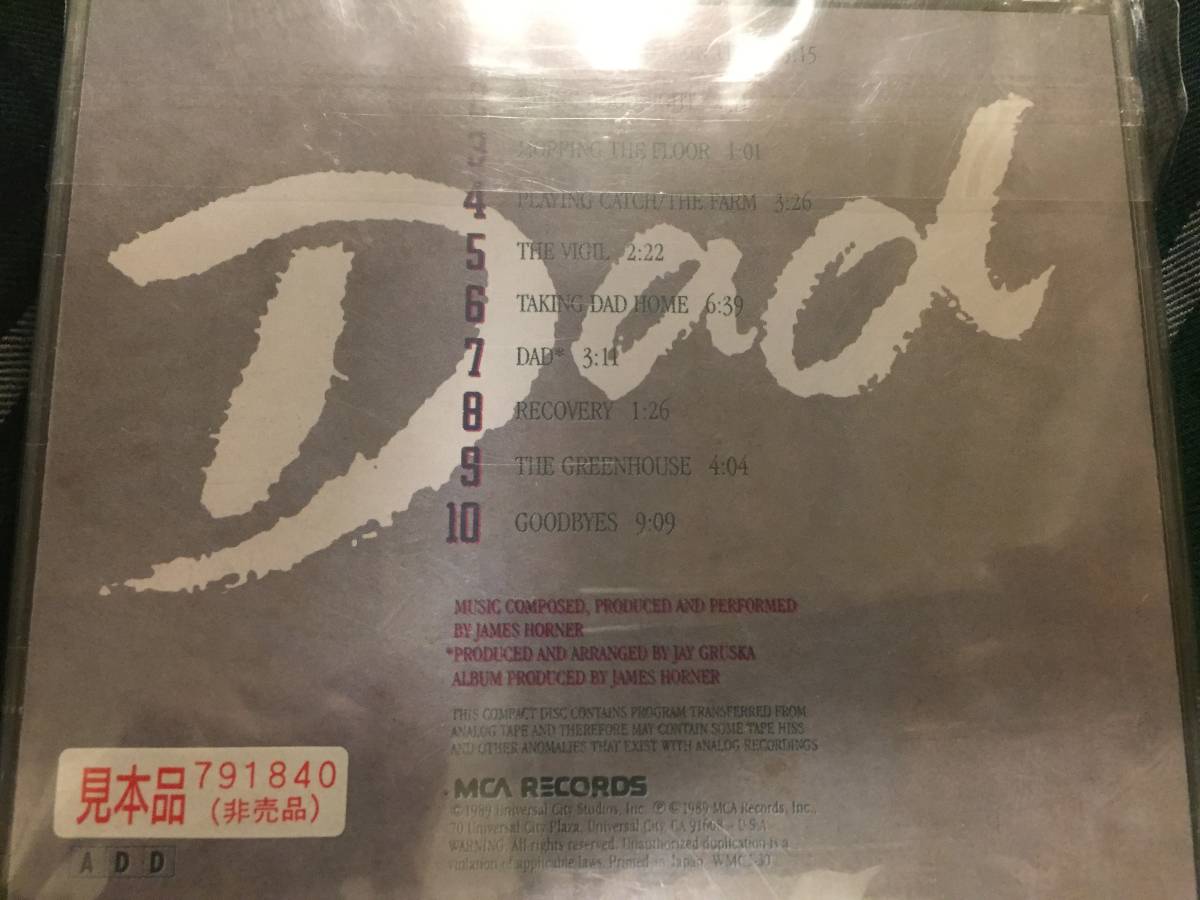 Dad
3 MOPPING THE FLOOR 1:01
4 PLAYING CATCH/THE FARM 3:26
5 THE VIGIL 2:22
6 TAKING DAD HOME 6:39
7 DAD* 3:11
8 RECOVERY 1:26
9 THE GREENHOUSE 4:04
10 GOODBYES 9:09
MUSIC COMPOSED, PRODUCED AND PERFORMED
BY JAMES HORNER
*PRODUCED AND ARRANGED BY JAY GRUSKA
ALBUM PRODUCED BY JAMES HORNER
THIS COMPACT DISC CONTAINS PROGRAM TRANSFERRED FROM
ANALOG TAPE AND THEREFORE MAY CONTAIN SOME TAPE HISS
AND OTHER ANOMALIES THAT EXIST WITH ANALOG RECORDINGS
MCA RECORDS
© 1989 Universal City Studios, Inc. ℗ © 1989 MCA Records, Inc.,
70 Universal City Plaza, Universal City, CA 91608 – U.S.A.
WARNING: All rights reserved. Unauthorized duplication is a
violation of applicable laws. Printed in Japan.
見本品 791840
(非売品)
A D D